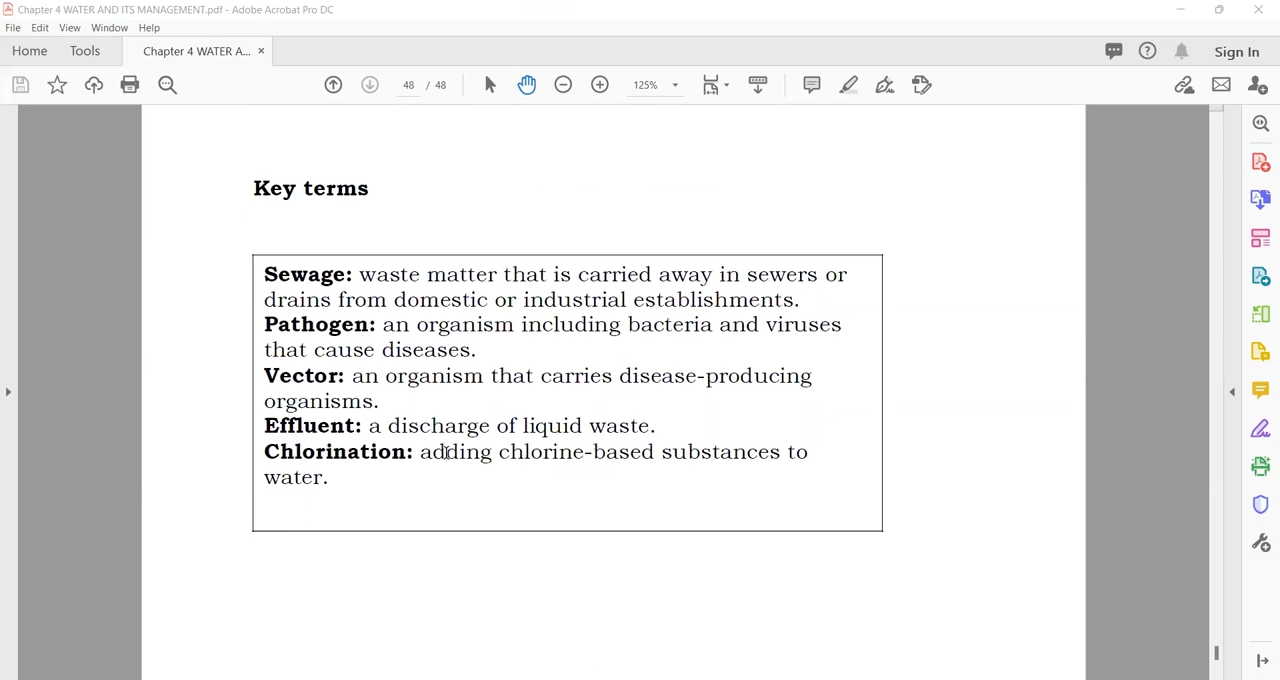 Chapter 4 WATER AND ITS MANAGEMENT.pdf - Adobe Acrobat Pro DC
File Edit View Window Help
Home Tools Chapter 4 WATER A... × Sign In
48 / 48 125%
Key terms
Sewage: waste matter that is carried away in sewers or
drains from domestic or industrial establishments.
Pathogen: an organism including bacteria and viruses
that cause diseases.
Vector: an organism that carries disease-producing
organisms.
Effluent: a discharge of liquid waste.
Chlorination: adding chlorine-based substances to
water.